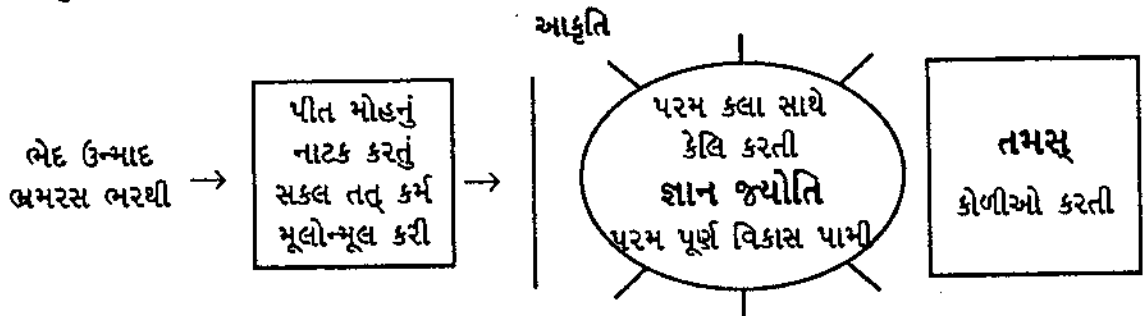 આકૃતિ
ભેદ ઉન્માદ
ભ્રમરસ ભરથી
પીત મોહનું
નાટક કરતું
સકલ તત્ કર્મ
મૂલોન્મૂલ કરી
પરમ કલા સાથે
કેલિ કરતી
જ્ઞાન જ્યોતિ
પરમ પૂર્ણ વિકાસ પામી
તમસ્
કોળીઓ કરતી